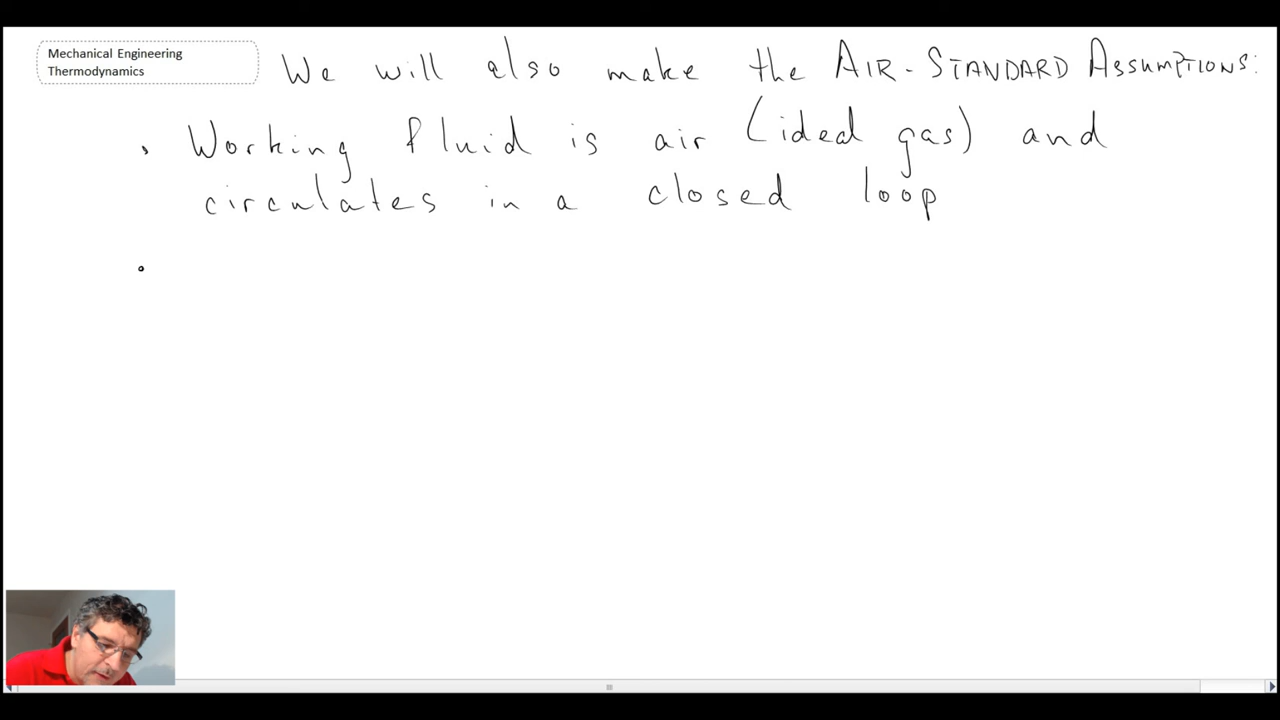 Mechanical Engineering
Thermodynamics
We will also make the AIR-STANDARD ASSUMPTIONS:
• Working fluid is air (ideal gas) and
circulates in a closed loop
•